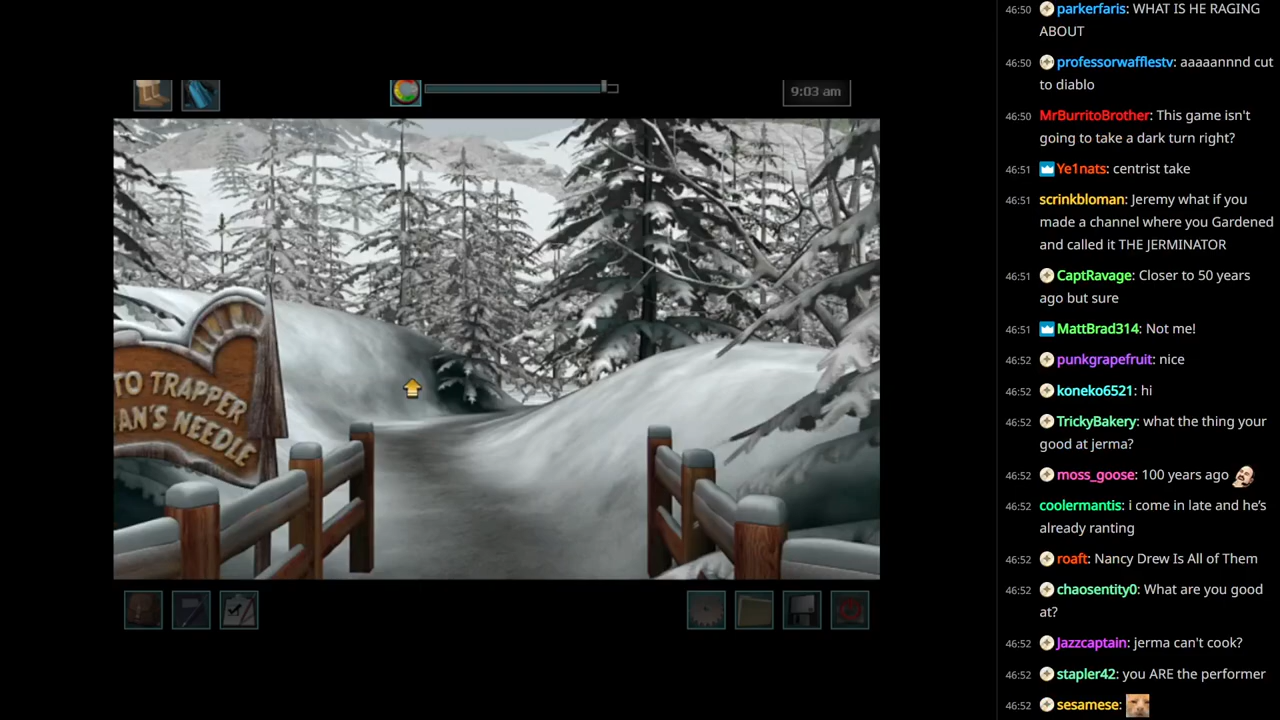 9:03 am
TO TRAPPER
AN'S NEEDLE
46:50 parkerfaris: WHAT IS HE RAGING
ABOUT
46:50 professorwafflestv: aaaannnd cut
to diablo
46:50 MrBurritoBrother: This game isn't
going to take a dark turn right?
46:51 Ye1nats: centrist take
46:51 scrinkbloman: Jeremy what if you
made a channel where you Gardened
and called it THE JERMINATOR
46:51 CaptRavage: Closer to 50 years
ago but sure
46:51 MattBrad314: Not me!
46:52 punkgrapefruit: nice
46:52 koneko6521: hi
46:52 TrickyBakery: what the thing your
good at jerma?
46:52 moss_goose: 100 years ago
46:52 coolermantis: i come in late and he's
already ranting
46:52 roaft: Nancy Drew Is All of Them
46:52 chaosentity0: What are you good
at?
46:52 Jazzcaptain: jerma can't cook?
46:52 stapler42: you ARE the performer
46:52 sesamese: